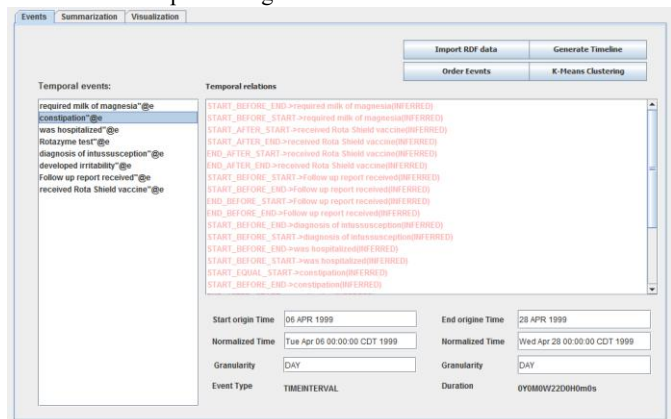 Events Summarization Visualization
Import RDF data Generate Timeline
Order Eevnts K-Means Clustering
Temporal events: Temporal relations
required milk of magnesia"@e
constipation"@e
was hospitalized"@e
Rotazyme test"@e
diagnosis of intussusception"@e
developed irritability"@e
Follow up report received"@e
received Rota Shield vaccine"@e
START_BEFORE_END->required milk of magnesia(INFERRED)
START_BEFORE_START->required milk of magnesia(INFERRED)
START_AFTER_START->received Rota Shield vaccine(INFERRED)
START_AFTER_END->received Rota Shield vaccine(INFERRED)
END_AFTER_START->received Rota Shield vaccine(INFERRED)
END_AFTER_END->received Rota Shield vaccine(INFERRED)
START_BEFORE_START->Follow up report received(INFERRED)
START_BEFORE_END->Follow up report received(INFERRED)
END_BEFORE_START->Follow up report received(INFERRED)
END_BEFORE_END->Follow up report received(INFERRED)
START_BEFORE_END->diagnosis of intussusception(INFERRED)
START_BEFORE_START->diagnosis of intussusception(INFERRED)
START_BEFORE_END->was hospitalized(INFERRED)
START_BEFORE_START->was hospitalized(INFERRED)
START_EQUAL_START->constipation(INFERRED)
START_BEFORE_END->constipation(INFERRED)
Start origin Time 06 APR 1999 End origine Time 28 APR 1999
Normalized Time Tue Apr 06 00:00:00 CDT 1999 Normalized Time Wed Apr 28 00:00:00 CDT 1999
Granularity DAY Granularity DAY
Event Type TIMEINTERVAL Duration 0Y0M0W22D0H0m0s